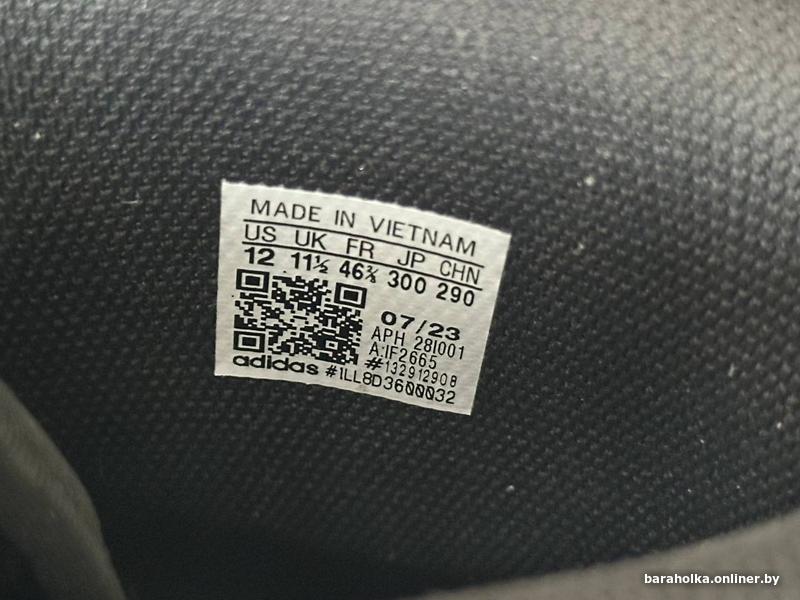 MADE IN VIETNAM
US UK FR JP CHN
12 11½ 46⅔ 300 290
07/23
APH 28I001
A:IF2665
#132912908
adidas #1LL8D3600032
baraholka.onliner.by